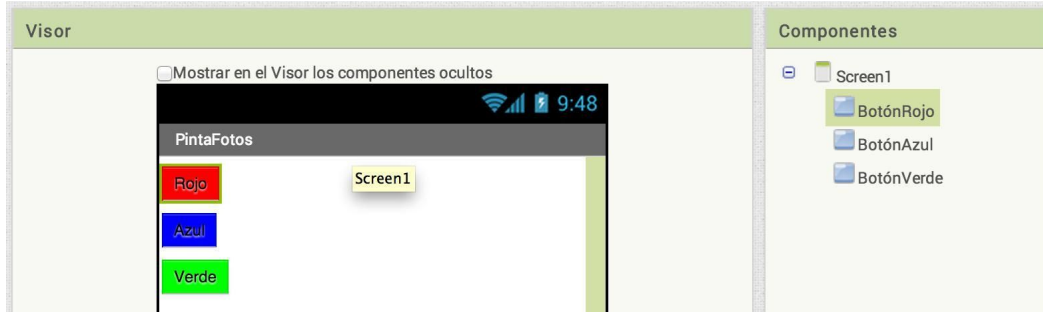 Visor
Mostrar en el Visor los componentes ocultos
9:48
PintaFotos
Rojo
Screen1
Azul
Verde
Componentes
Screen1
BotónRojo
BotónAzul
BotónVerde